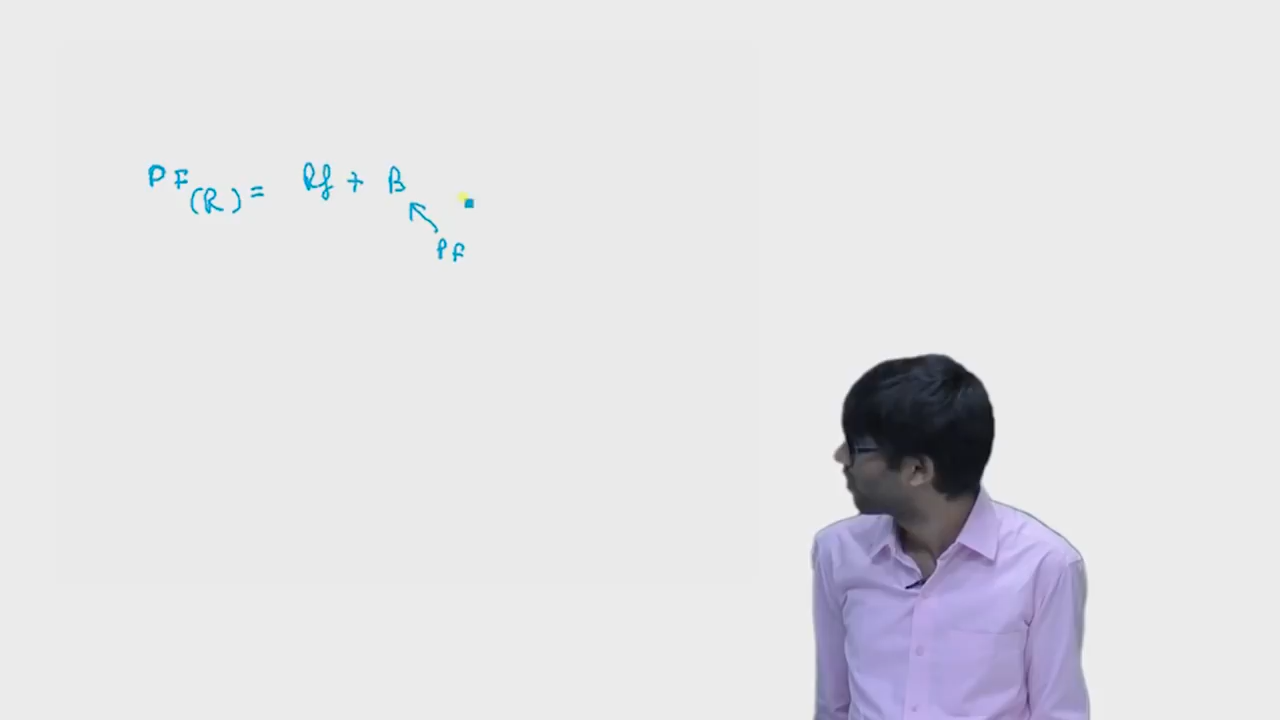 PF(R) = Rf + B
PF